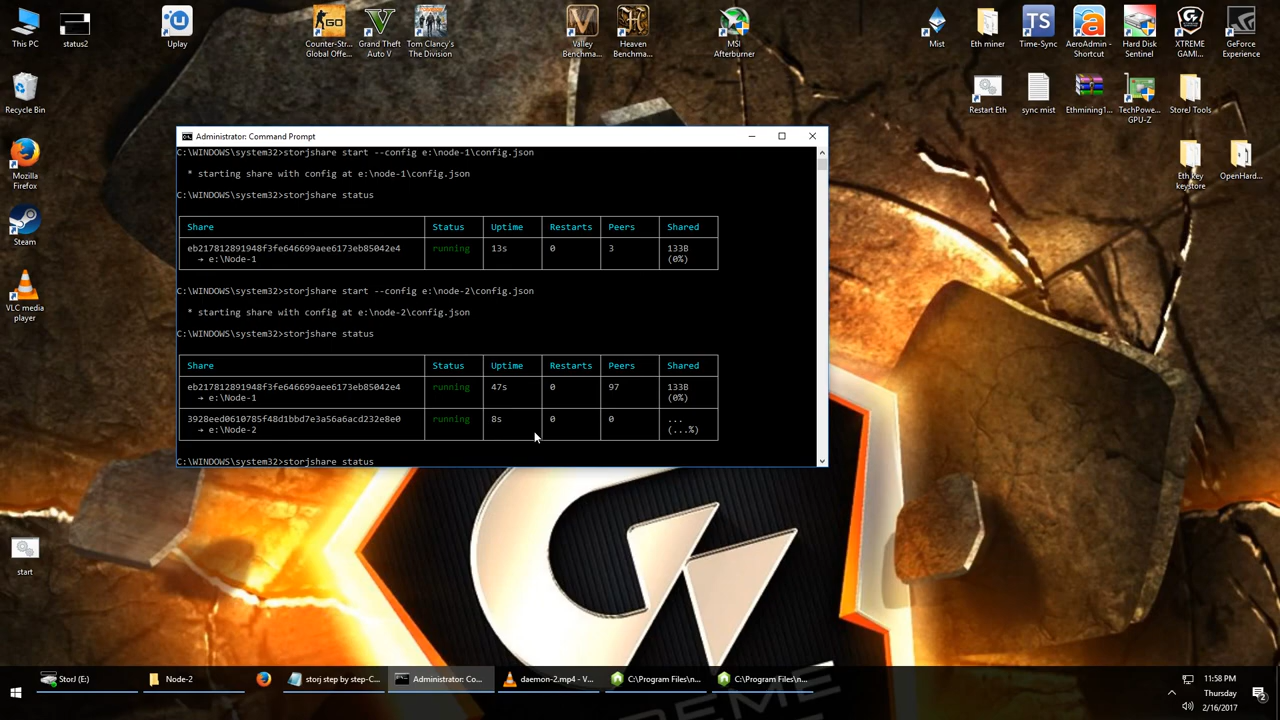 This PC
status2
Uplay
Counter-Str...
Global Offe...
Grand Theft
Auto V
Tom Clancy's
The Division
Valley
Benchma...
Heaven
Benchma...
MSI
Afterburner
Mist
Eth miner
Time-Sync
AeroAdmin -
Shortcut
Hard Disk
Sentinel
XTREME
GAMI...
GeForce
Experience
Recycle Bin
Restart Eth
sync mist
Ethmining1...
TechPowe...
GPU-Z
StoreJ Tools
Mozilla
Firefox
Eth key
keystore
OpenHard...
Steam
VLC media
player
start
Administrator: Command Prompt
C:\WINDOWS\system32>storjshare start --config e:\node-1\config.json
* starting share with config at e:\node-1\config.json
C:\WINDOWS\system32>storjshare status
Share Status Uptime Restarts Peers Shared
eb217812891948f3fe646699aee6173eb85042e4 running 13s 0 3 133B
→ e:\Node-1 (0%)
C:\WINDOWS\system32>storjshare start --config e:\node-2\config.json
* starting share with config at e:\node-2\config.json
C:\WINDOWS\system32>storjshare status
Share Status Uptime Restarts Peers Shared
eb217812891948f3fe646699aee6173eb85042e4 running 47s 0 97 133B
→ e:\Node-1 (0%)
3928eed0610785f48d1bbd7e3a56a6acd232e8e0 running 8s 0 0 ...
→ e:\Node-2 (...%)
C:\WINDOWS\system32>storjshare status
StorJ (E:)
Node-2
storj step by step-C...
Administrator: Co...
daemon-2.mp4 - V...
C:\Program Files\n...
C:\Program Files\n...
11:58 PM
Thursday
2/16/2017